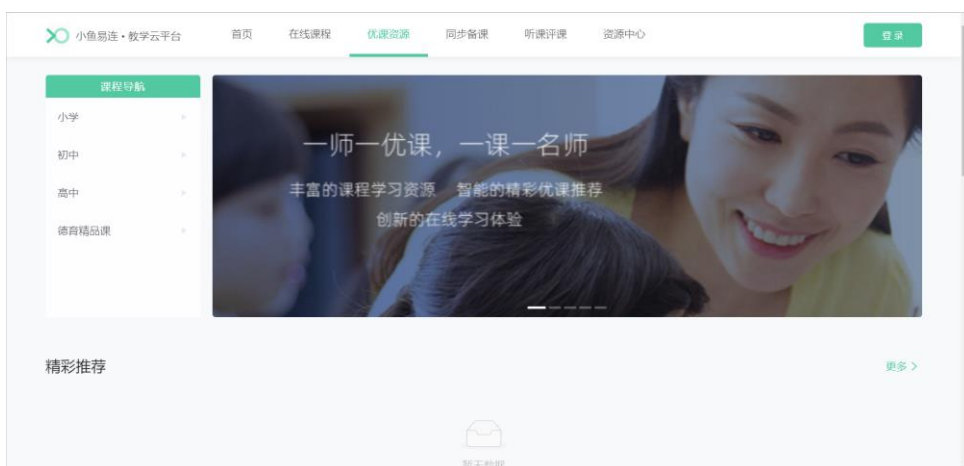 小鱼易连·教学云平台 首页 在线课程 优课资源 同步备课 听课评课 资源中心 登录
课程导航
小学
初中
高中
德育精品课
一师一优课，一课一名师
丰富的课程学习资源 智能的精彩优课推荐
创新的在线学习体验
精彩推荐 更多